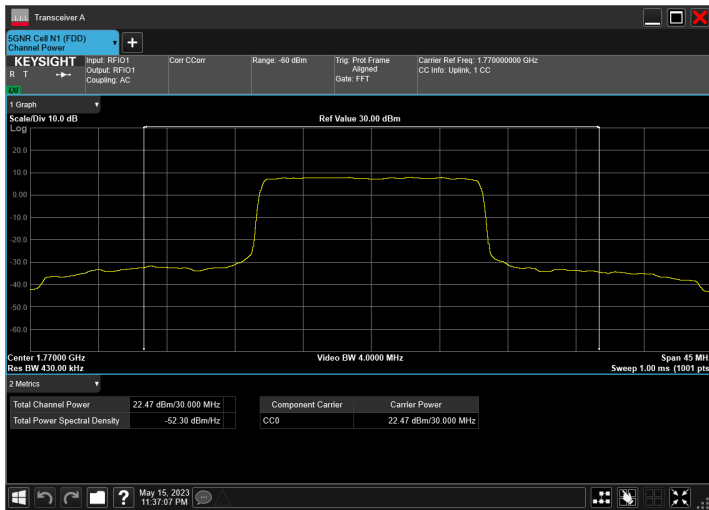 Transceiver A
5GNR Cell N1 (FDD)
Channel Power
KEYSIGHT
R T
LXI
Input: RFIO1
Output: RFIO1
Coupling: AC
Corr CCorr
Range: -60 dBm
Trig: Prot Frame
Aligned
Gate: FFT
Carrier Ref Freq: 1.770000000 GHz
CC Info: Uplink, 1 CC
1 Graph
Scale/Div 10.0 dB
Ref Value 30.00 dBm
Log
20.0
10.0
0.00
-10.0
-20.0
-30.0
-40.0
-50.0
-60.0
Center 1.77000 GHz
Video BW 4.0000 MHz
Span 45 MHz
Res BW 430.00 kHz
Sweep 1.00 ms (1001 pts)
2 Metrics
Total Channel Power 22.47 dBm/30.000 MHz
Total Power Spectral Density -52.30 dBm/Hz
Component Carrier Carrier Power
CC0 22.47 dBm/30.000 MHz
?
May 15, 2023
11:37:07 PM